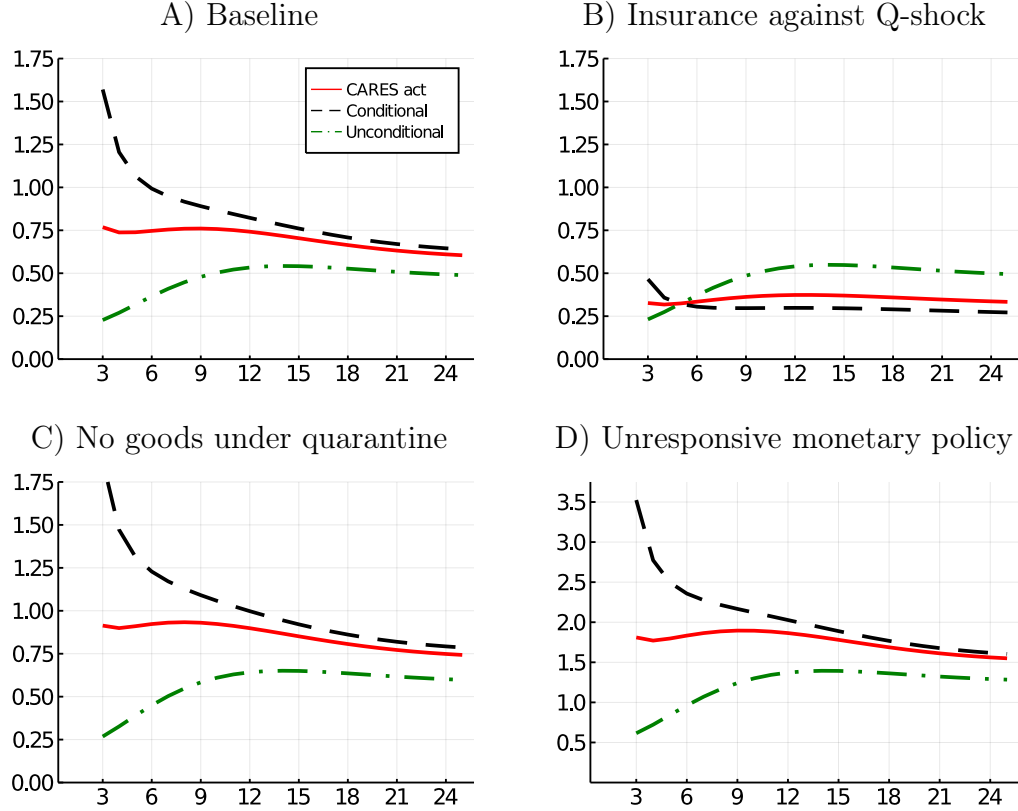 A) Baseline
1.75
1.50
1.25
1.00
0.75
0.50
0.25
0.00
3 6 9 12 15 18 21 24
CARES act
Conditional
Unconditional
B) Insurance against Q-shock
1.75
1.50
1.25
1.00
0.75
0.50
0.25
0.00
3 6 9 12 15 18 21 24
C) No goods under quarantine
1.75
1.50
1.25
1.00
0.75
0.50
0.25
0.00
3 6 9 12 15 18 21 24
D) Unresponsive monetary policy
3.5
3.0
2.5
2.0
1.5
1.0
0.5
3 6 9 12 15 18 21 24